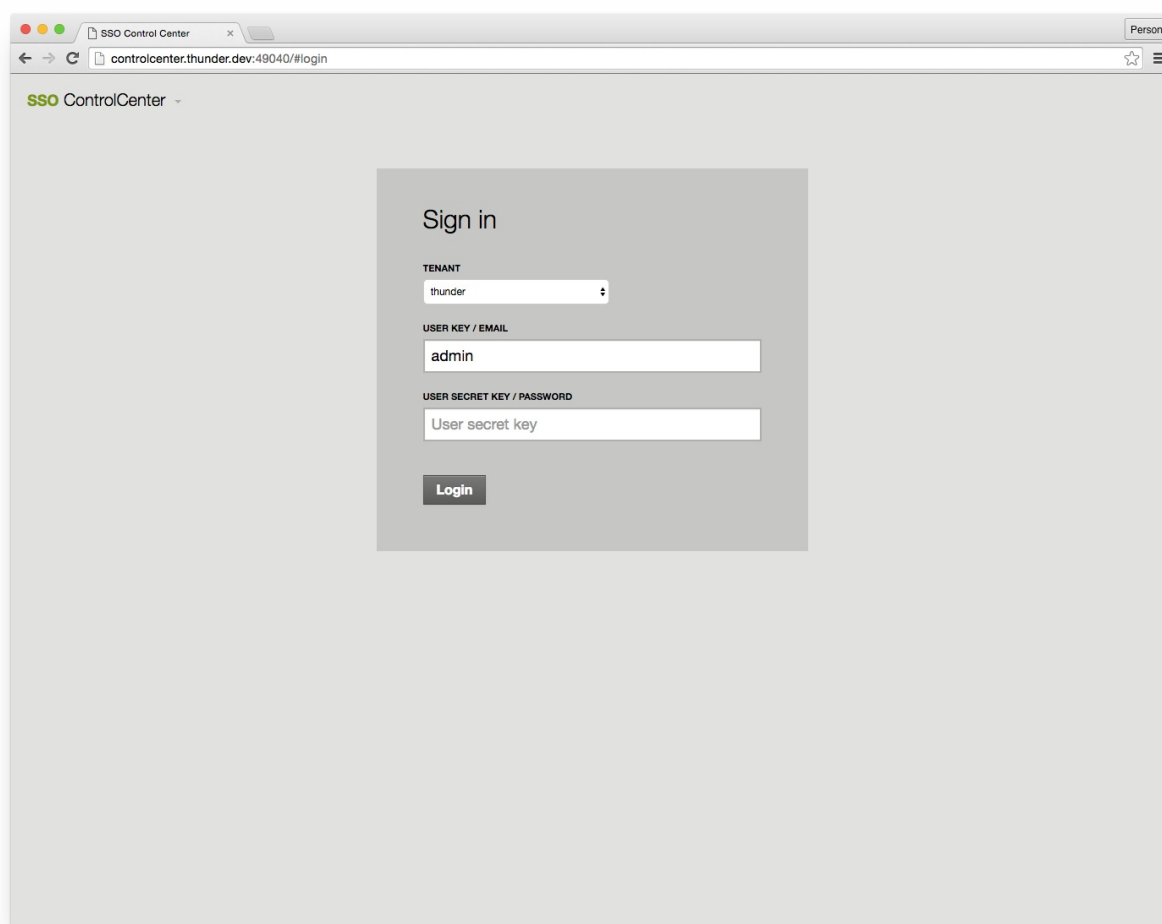 SSO Control Center
Person
controlcenter.thunder.dev:49040/#login
SSO ControlCenter
Sign in
TENANT
thunder
USER KEY / EMAIL
admin
USER SECRET KEY / PASSWORD
User secret key
Login